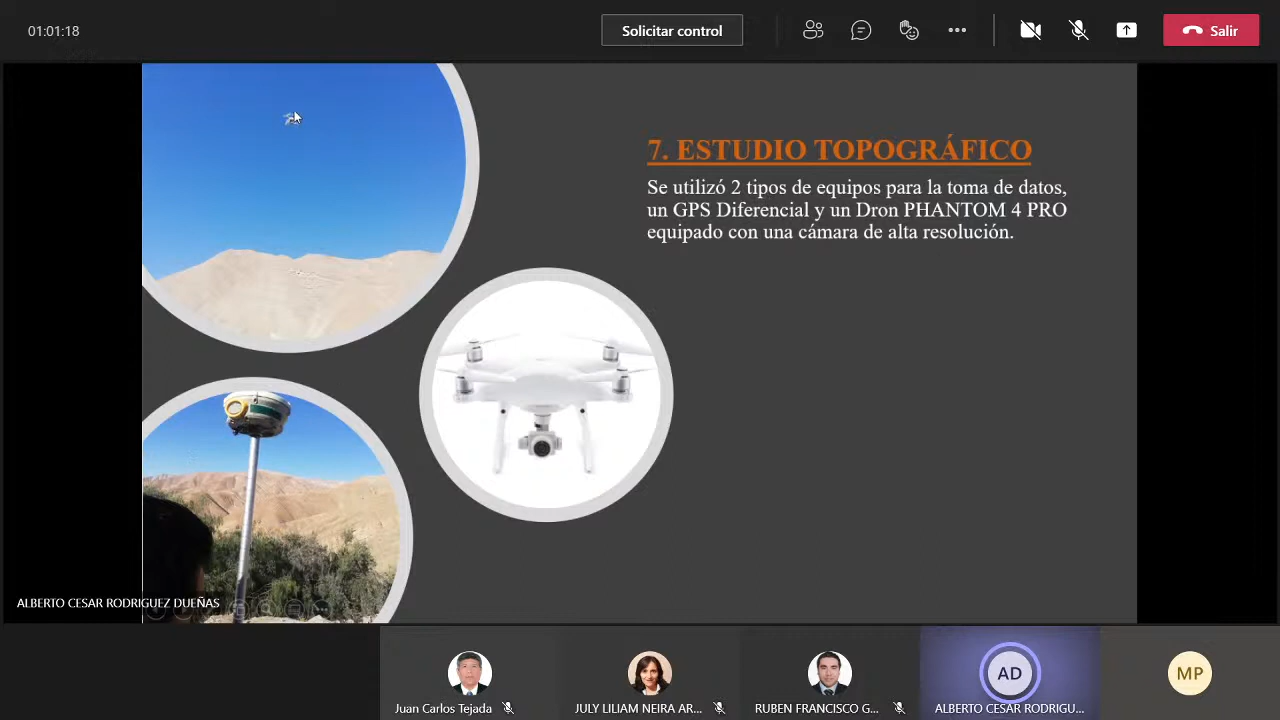 01:01:18
Solicitar control
Salir
7. ESTUDIO TOPOGRÁFICO
Se utilizó 2 tipos de equipos para la toma de datos,
un GPS Diferencial y un Dron PHANTOM 4 PRO
equipado con una cámara de alta resolución.
ALBERTO CESAR RODRIGUEZ DUEÑAS
AD
MP
Juan Carlos Tejada
JULY LILIAM NEIRA AR...
RUBEN FRANCISCO G...
ALBERTO CESAR RODRIGU...